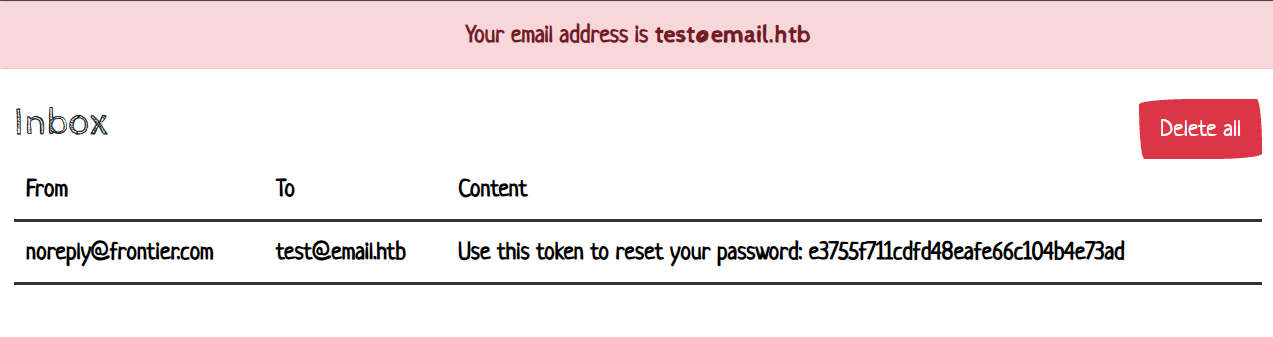 Your email address is test@email.htb
Inbox
Delete all
From To Content
noreply@frontier.com test@email.htb Use this token to reset your password: e3755f711cdfd48eafe66c104b4e73ad